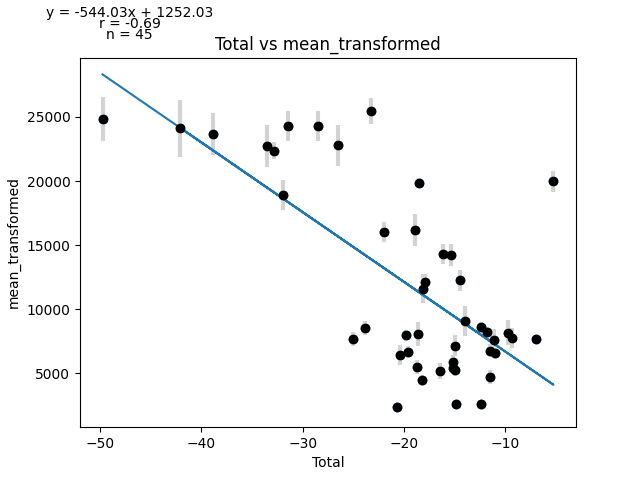 y = -544.03x + 1252.03
r = -0.69
n = 45
Total vs mean_transformed
mean_transformed
25000
20000
15000
10000
5000
−50
−40
−30
−20
−10
Total